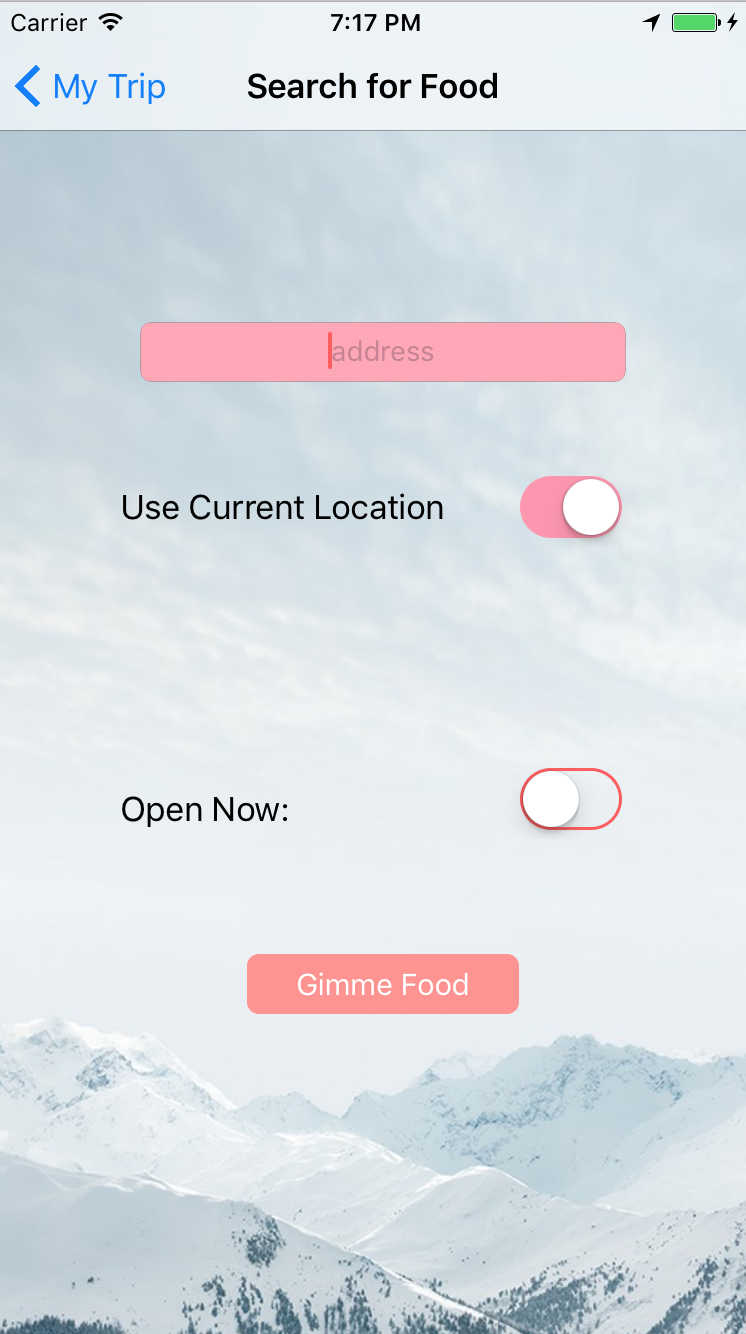 Carrier 7:17 PM
My Trip Search for Food
address
Use Current Location
Open Now:
Gimme Food